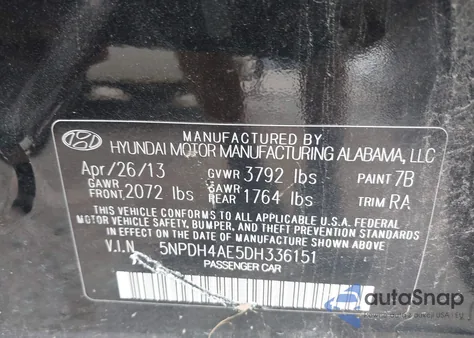 MANUFACTURED BY
HYUNDAI MOTOR MANUFACTURING ALABAMA, LLC
Apr/26/13 GVWR 3792 lbs PAINT 7B
GAWR FRONT 2072 lbs GAWR REAR 1764 lbs TRIM RA
THIS VEHICLE CONFORMS TO ALL APPLICABLE U.S.A. FEDERAL
MOTOR VEHICLE SAFETY, BUMPER, AND THEFT PREVENTION STANDARDS
IN EFFECT ON THE DATE OF MANUFACTURE SHOWN ABOVE.
V.I.N. 5NPDH4AE5DH336151
PASSENGER CAR
autoSnap